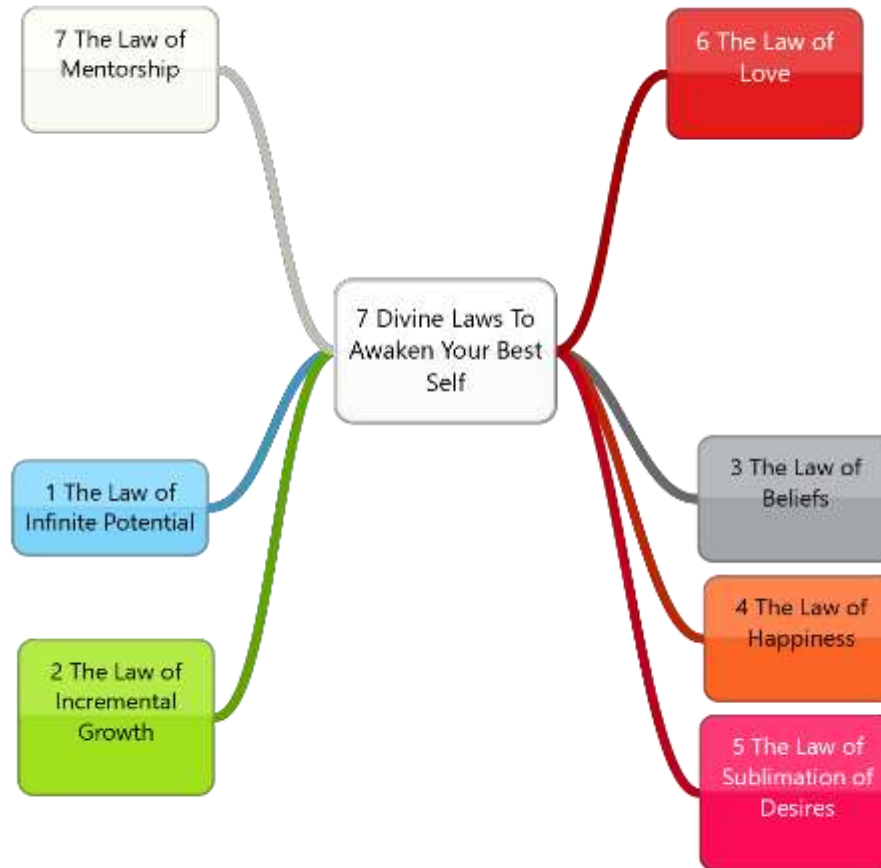 7 The Law of
Mentorship
6 The Law of
Love
7 Divine Laws To
Awaken Your Best
Self
1 The Law of
Infinite Potential
2 The Law of
Incremental
Growth
3 The Law of
Beliefs
4 The Law of
Happiness
5 The Law of
Sublimation of
Desires